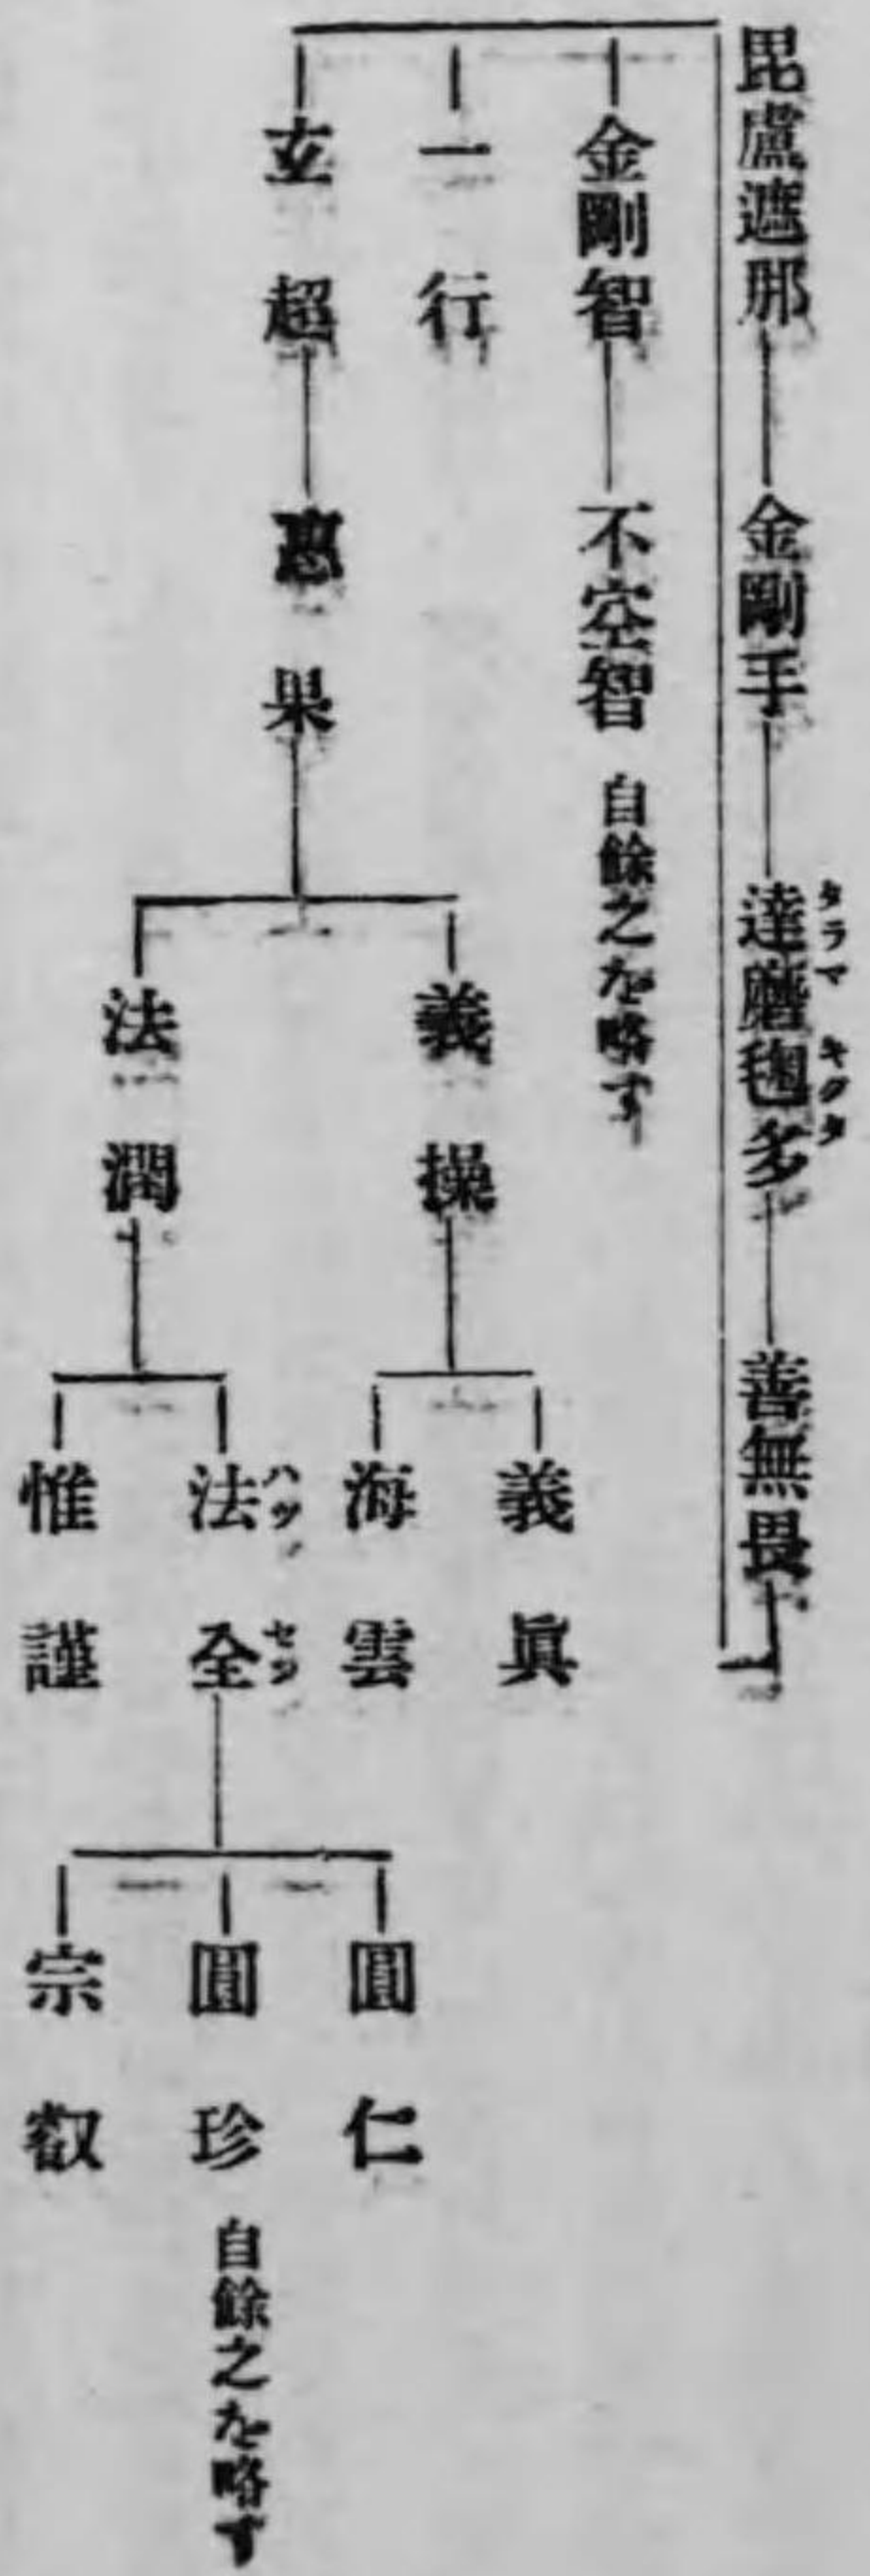 毘盧遮那 金剛手 達磨毱多 善無畏
タラマ キクタ
金剛智 不空智 自餘之を略す
一行
玄超 惠果
義操
法潤
義眞
海雲
法全
ハツ セン
惟謹
圓仁
圓珍 自餘之を略す
宗叡